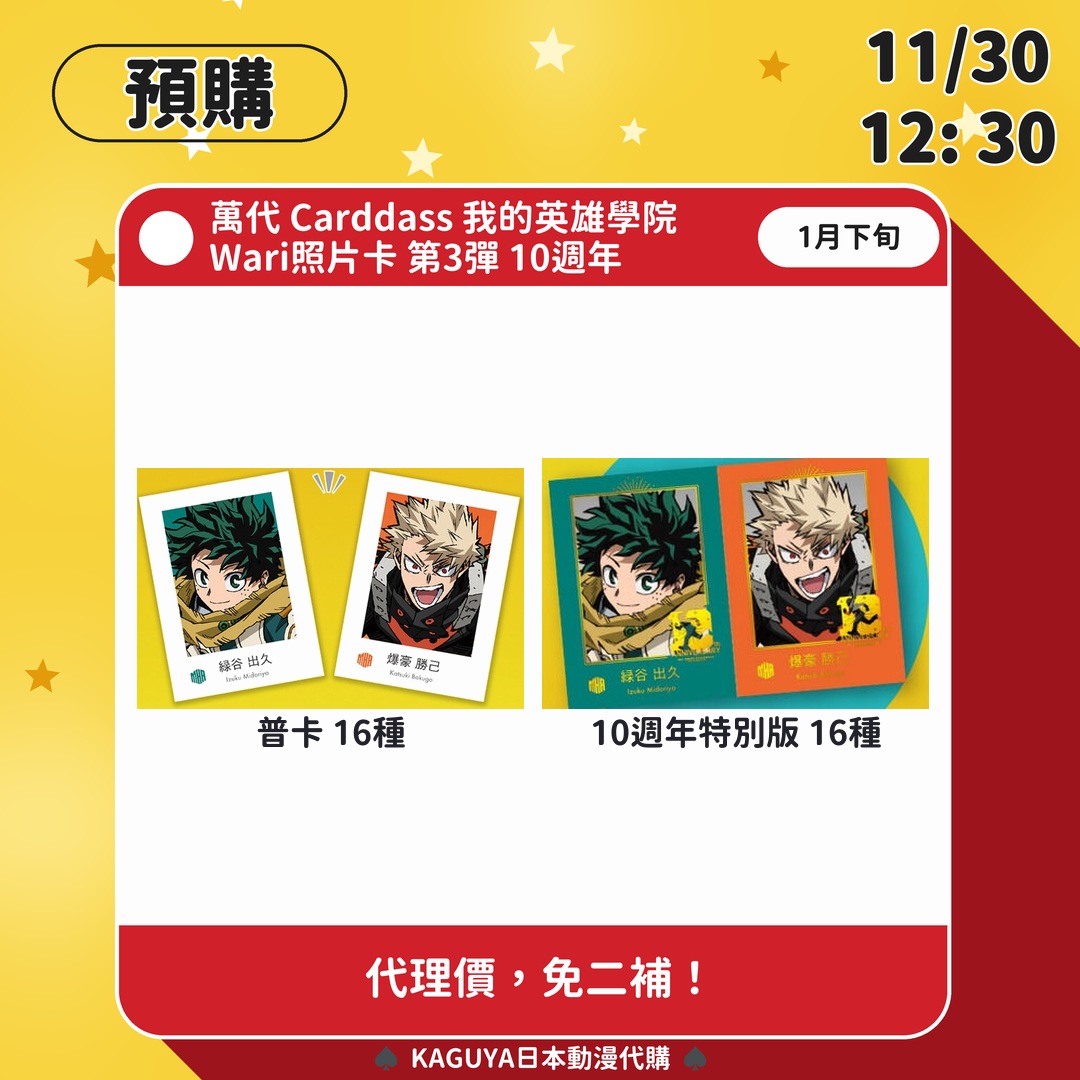 預購
11/30
12: 30
萬代 Carddass 我的英雄學院
Wari照片卡 第3彈 10週年
1月下旬
緑谷 出久
Izuku Midoriya
爆豪 勝己
Katsuki Bakugo
緑谷 出久
Izuku Midoriya
爆豪 勝己
Katsuki Bakugo
普卡 16種
10週年特別版 16種
代理價，免二補！
KAGUYA日本動漫代購